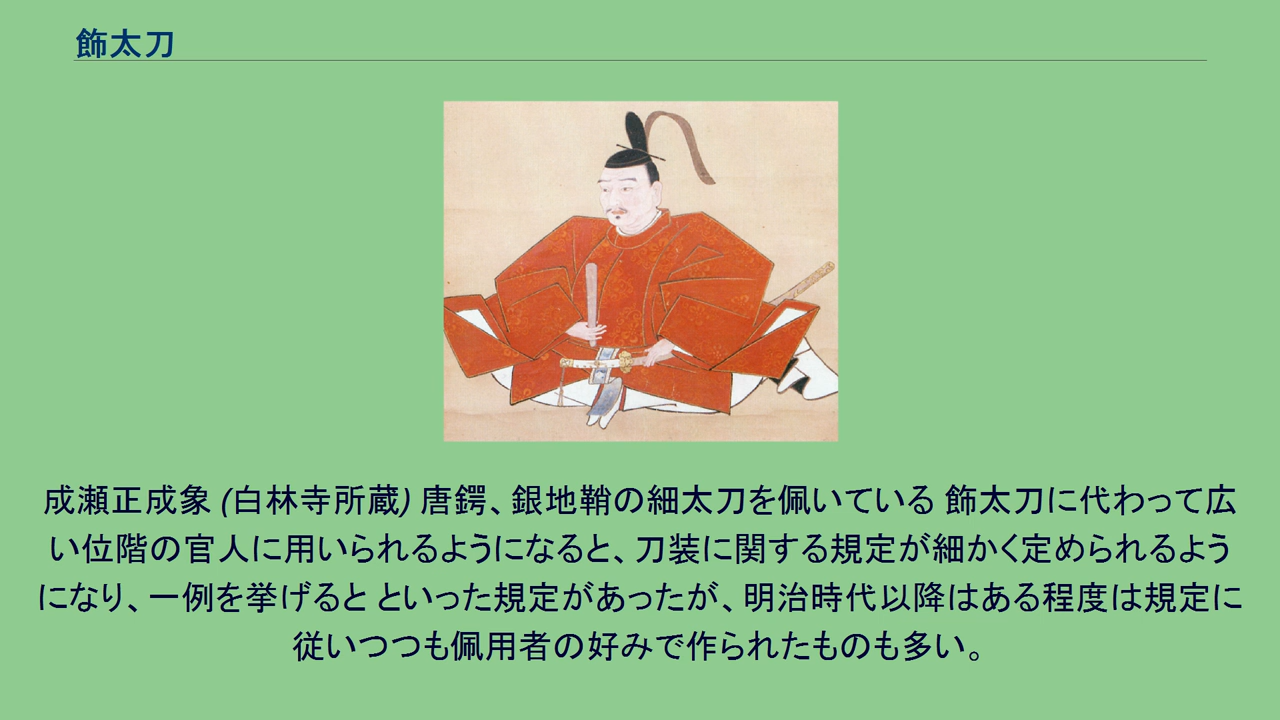 飾太刀
成瀬正成象 (白林寺所蔵) 唐鍔、銀地鞘の細太刀を佩いている 飾太刀に代わって広
い位階の官人に用いられるようになると、刀装に関する規定が細かく定められるよう
になり、一例を挙げると といった規定があったが、明治時代以降はある程度は規定に
従いつつも佩用者の好みで作られたものも多い。